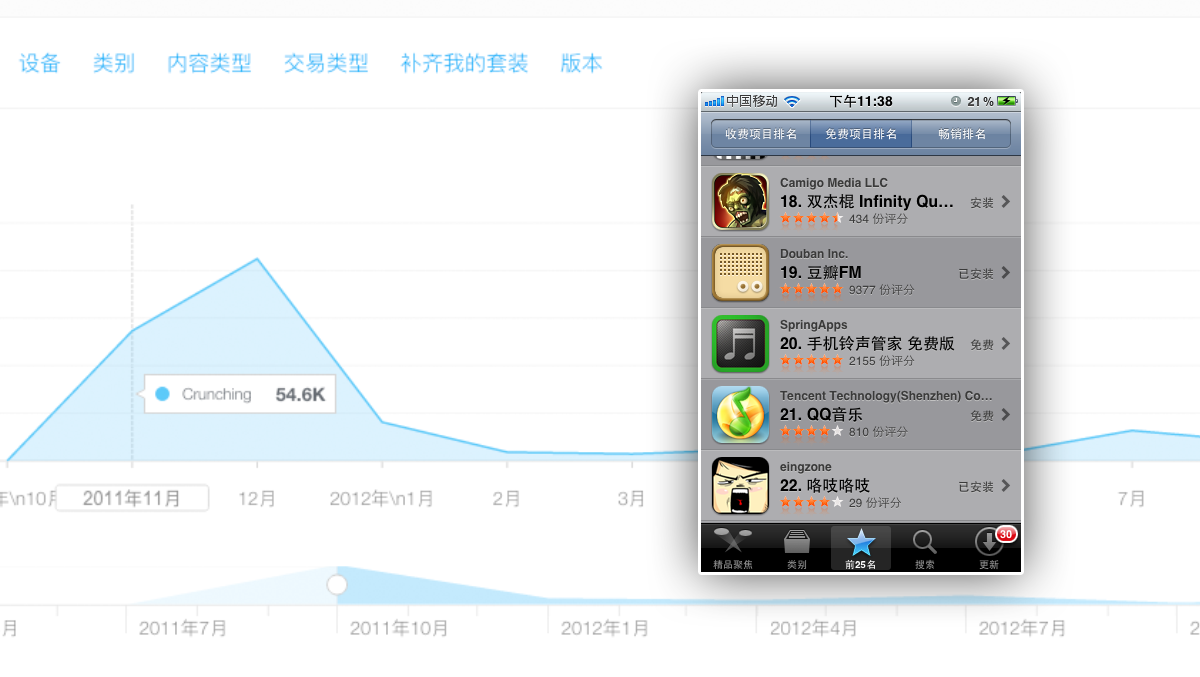 设备 类别 内容类型 交易类型 补齐我的套装 版本
中国移动 下午11:38 21%
收费项目排名 免费项目排名 畅销排名
Camigo Media LLC
18. 双杰棍 Infinity Qu... 安装
434 份评分
Douban Inc.
19. 豆瓣FM 已安装
9377 份评分
SpringApps
20. 手机铃声管家 免费版 免费
2155 份评分
Tencent Technology(Shenzhen) Co...
21. QQ音乐 免费
810 份评分
eingzone
22. 咯吱咯吱 已安装
29 份评分
30
精品聚焦 类别 前25名 搜索 更新
Crunching 54.6K
年\n10月 2011年11月 12月 2012年\n1月 2月 3月 7月
月 2011年7月 2011年10月 2012年1月 2012年4月 2012年7月 2